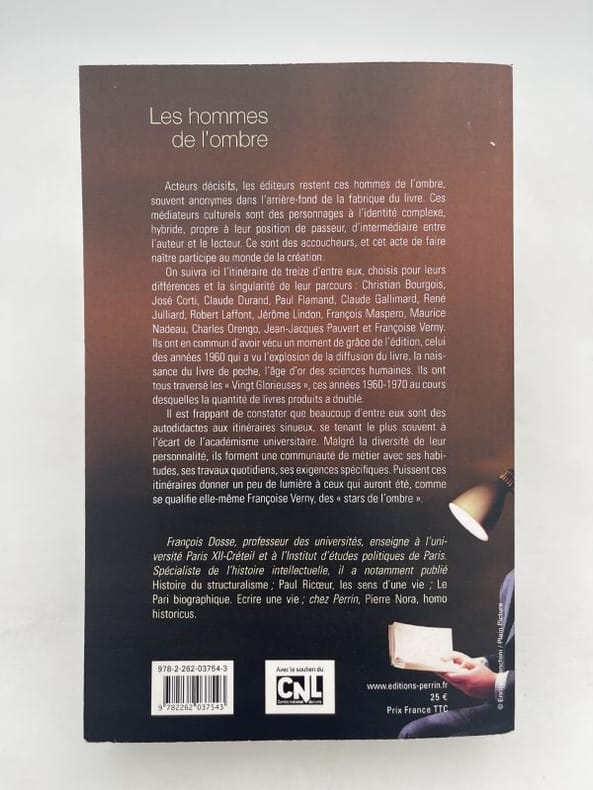 Les hommes
de l'ombre
Acteurs décisifs, les éditeurs restent ces hommes de l'ombre,
souvent anonymes dans l'arrière-fond de la fabrique du livre. Ces
médiateurs culturels sont des personnages à l'identité complexe,
hybride, propre à leur position de passeur, d'intermédiaire entre
l'auteur et le lecteur. Ce sont des accoucheurs, et cet acte de faire
naître participe au monde de la création.
On suivra ici l'itinéraire de treize d'entre eux, choisis pour leurs
différences et la singularité de leur parcours : Christian Bourgois,
José Corti, Claude Durand, Paul Flamand, Claude Gallimard, René
Julliard, Robert Laffont, Jérôme Lindon, François Maspero, Maurice
Nadeau, Charles Orengo, Jean-Jacques Pauvert et Françoise Verny.
Ils ont en commun d'avoir vécu un moment de grâce de l'édition, celui
des années 1960 qui a vu l'explosion de la diffusion du livre, la nais-
sance du livre de poche, l'âge d'or des sciences humaines. Ils ont
tous traversé les « Vingt Glorieuses », ces années 1960-1970 au cours
desquelles la quantité de livres produits a doublé.
Il est frappant de constater que beaucoup d'entre eux sont des
autodidactes aux itinéraires sinueux, se tenant le plus souvent à
l'écart de l'académisme universitaire. Malgré la diversité de leur
personnalité, ils forment une communauté de métier avec ses habi-
tudes, ses travaux quotidiens, ses exigences spécifiques. Puissent ces
itinéraires donner un peu de lumière à ceux qui auront été, comme
se qualifie elle-même Françoise Verny, des « stars de l'ombre ».
François Dosse, professeur des universités, enseigne à l'uni-
versité Paris XII-Créteil et à l'Institut d'études politiques de Paris.
Spécialiste de l'histoire intellectuelle, il a notamment publié
Histoire du structuralisme ; Paul Ricœur, les sens d'une vie ; Le
Pari biographique. Ecrire une vie ; chez Perrin, Pierre Nora, homo
historicus.
978-2-262-03754-3
9 782262 037543
Avec le soutien du
CNL
Centre national du livre
www.editions-perrin.fr
25 €
Prix France TTC
© / Plain Picture